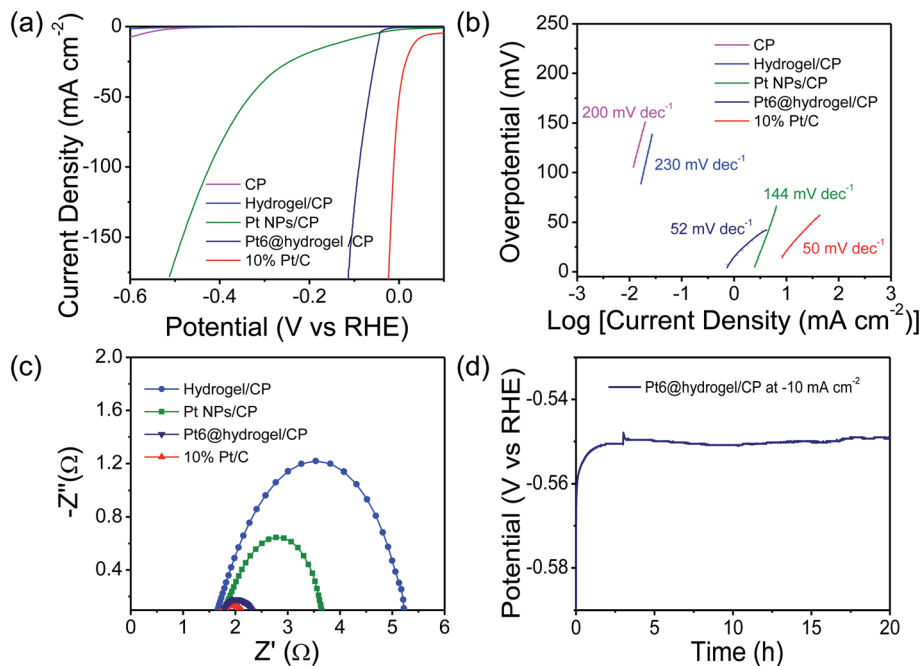 (a)
0
-50
-100
-150
Current Density (mA cm⁻²)
CP
Hydrogel/CP
Pt NPs/CP
Pt6@hydrogel /CP
10% Pt/C
-0.6
-0.4
-0.2
0.0
Potential (V vs RHE)
(b)
250
200
150
100
50
0
Overpotential (mV)
CP
Hydrogel/CP
Pt NPs/CP
Pt6@hydrogel/CP
10% Pt/C
200 mV dec⁻¹
230 mV dec⁻¹
144 mV dec⁻¹
52 mV dec⁻¹
50 mV dec⁻¹
-3
-2
-1
0
1
2
3
Log [Current Density (mA cm⁻²)]
(c)
2.0
1.6
1.2
0.8
0.4
-Z"(Ω)
Hydrogel/CP
Pt NPs/CP
Pt6@hydrogel/CP
10% Pt/C
0
1
2
3
4
5
6
Z' (Ω)
(d)
-0.54
-0.56
-0.58
Potential (V vs RHE)
Pt6@hydrogel/CP at -10 mA cm⁻²
0
5
10
15
20
Time (h)